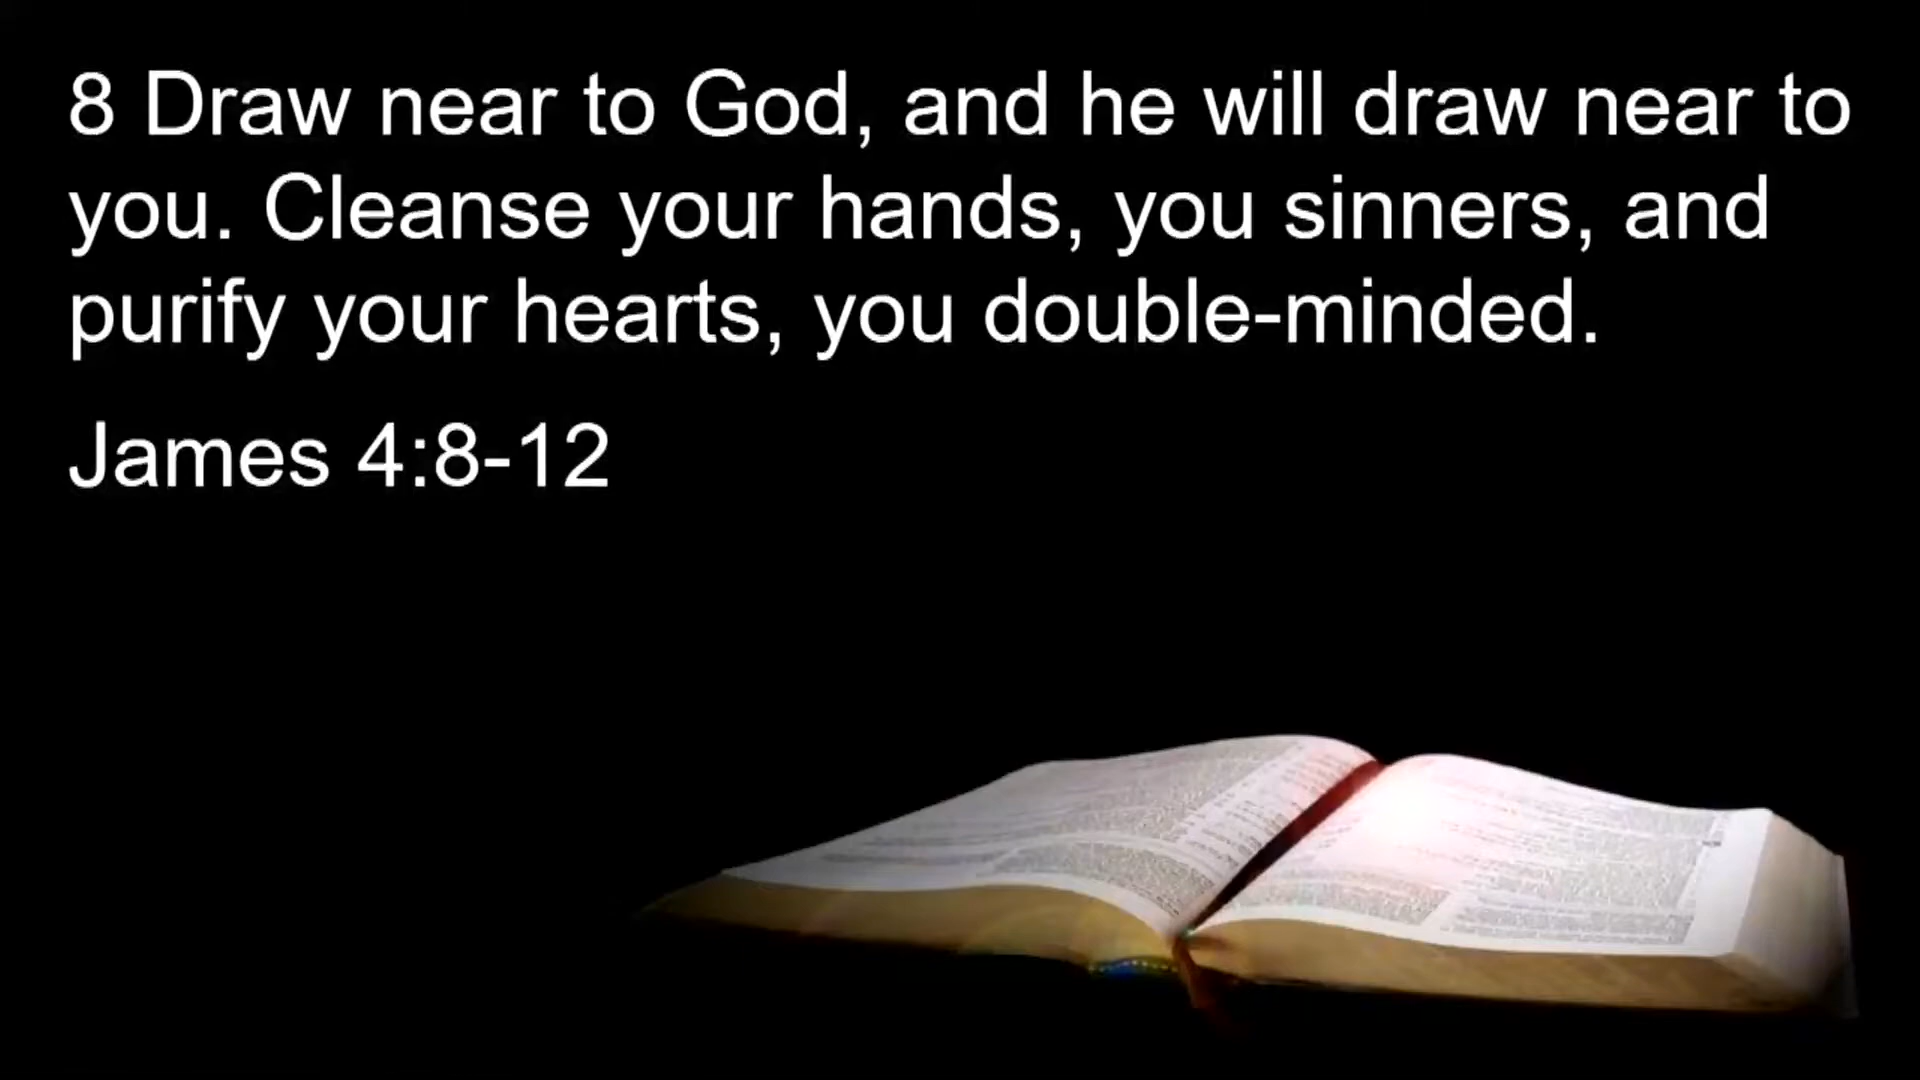 8 Draw near to God, and he will draw near to
you. Cleanse your hands, you sinners, and
purify your hearts, you double-minded.
James 4:8-12